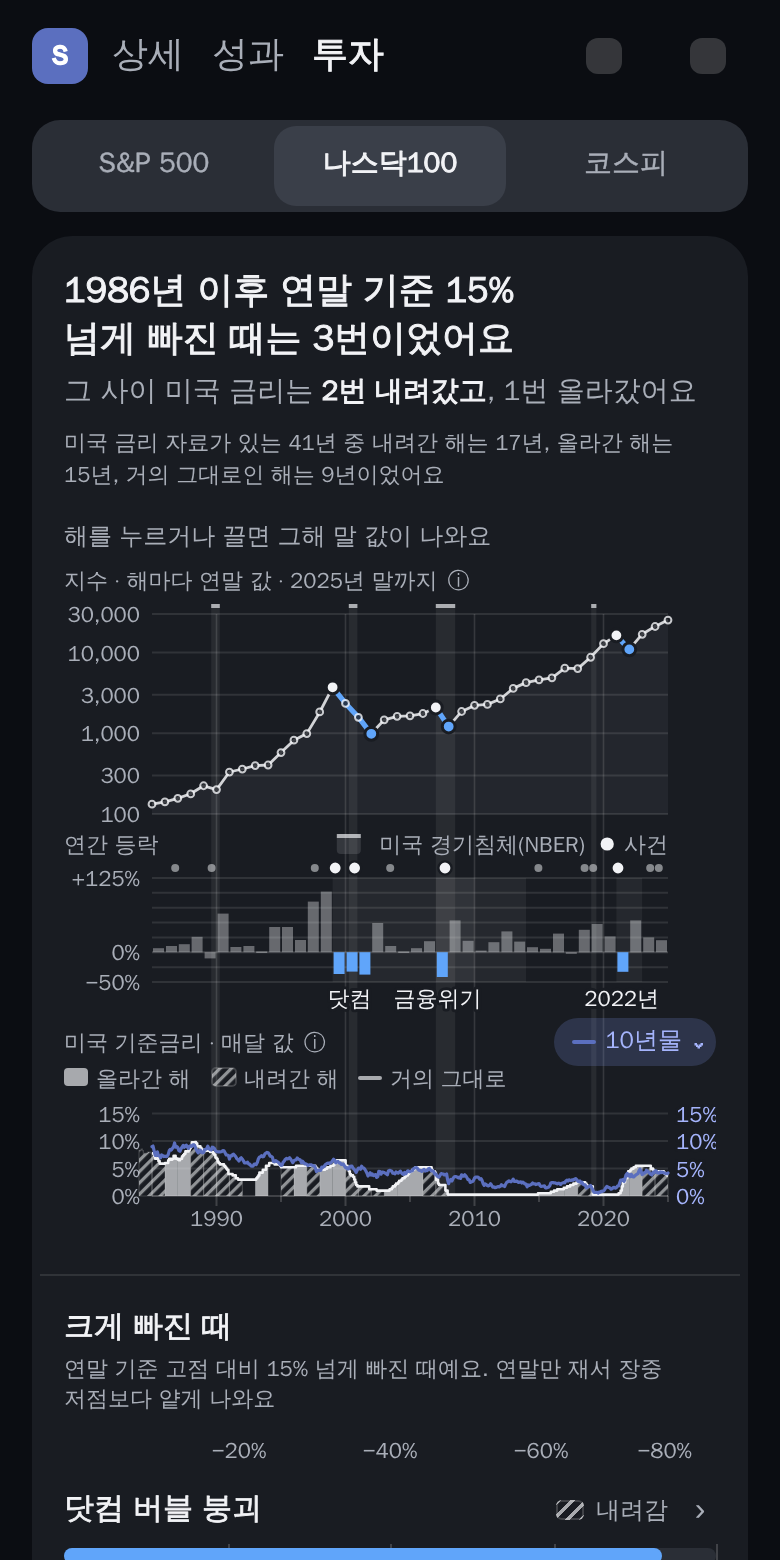 S 상세 성과 투자
S&P 500 나스닥100 코스피
1986년 이후 연말 기준 15%
넘게 빠진 때는 3번이었어요
그 사이 미국 금리는 2번 내려갔고, 1번 올라갔어요
미국 금리 자료가 있는 41년 중 내려간 해는 17년, 올라간 해는
15년, 거의 그대로인 해는 9년이었어요
해를 누르거나 끌면 그해 말 값이 나와요
지수 · 해마다 연말 값 · 2025년 말까지 ⓘ
30,000
10,000
3,000
1,000
300
100
연간 등락 미국 경기침체(NBER) 사건
+125%
0%
−50%
닷컴 금융위기 2022년
미국 기준금리 · 매달 값 ⓘ 10년물
올라간 해 내려간 해 거의 그대로
15% 15%
10% 10%
5% 5%
0% 0%
1990 2000 2010 2020
크게 빠진 때
연말 기준 고점 대비 15% 넘게 빠진 때예요. 연말만 재서 장중
저점보다 얕게 나와요
−20% −40% −60% −80%
닷컴 버블 붕괴 내려감 ›